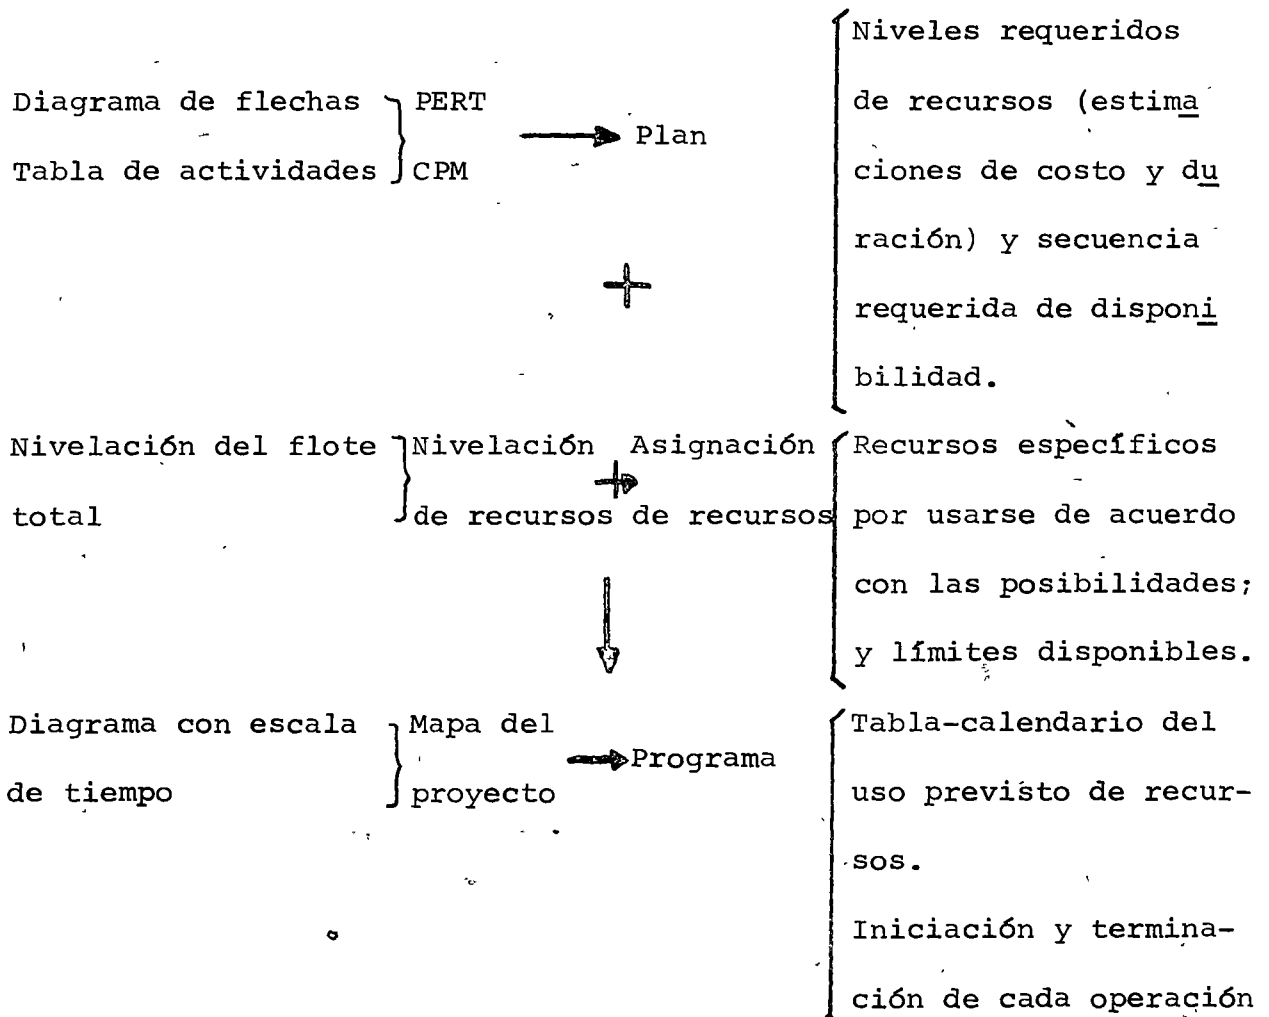 Niveles requeridos
Diagrama de flechas PERT de recursos (estima
Plan
Tabla de actividades CPM ciones de costo y du
ración) y secuencia
+
requerida de disponi
bilidad.
Nivelación del flote Nivelación Asignación Recursos específicos
+
total de recursos de recursos por usarse de acuerdo
con las posibilidades;
y límites disponibles.
Diagrama con escala Mapa del Tabla-calendario del
Programa
de tiempo proyecto uso previsto de recur-
sos.
Iniciación y termina-
ción de cada operación